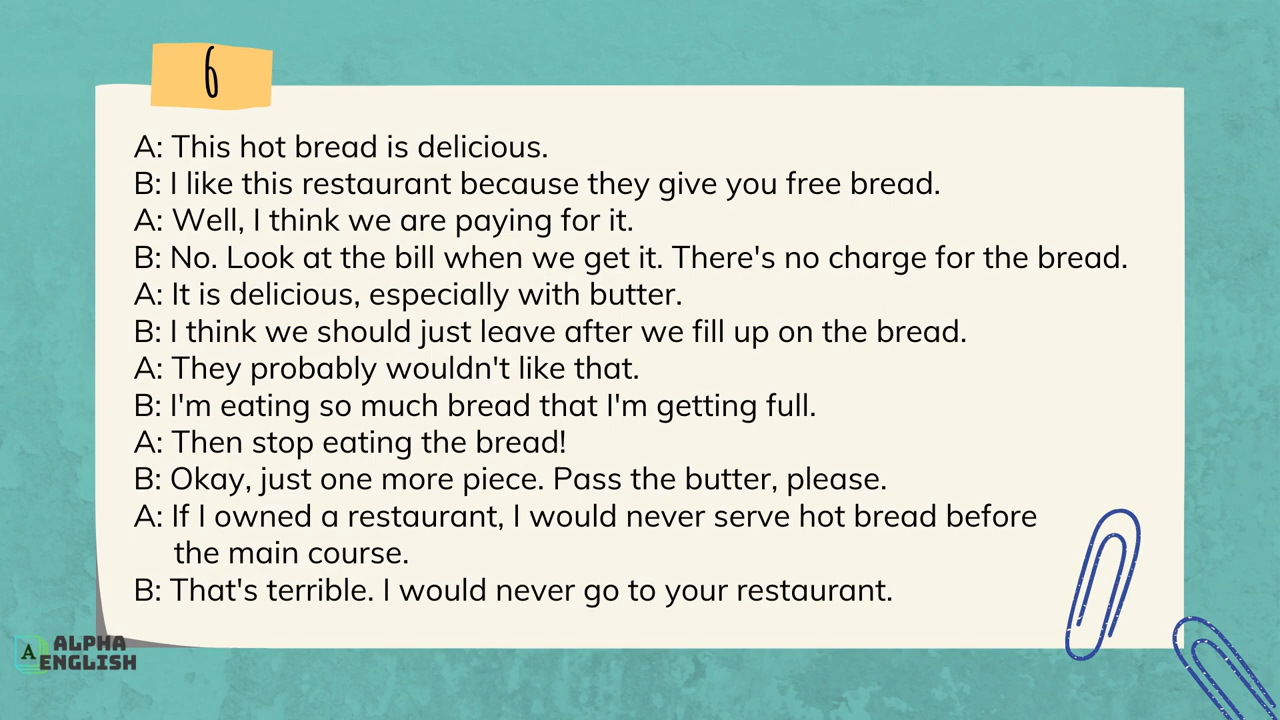 6
A: This hot bread is delicious.
B: I like this restaurant because they give you free bread.
A: Well, I think we are paying for it.
B: No. Look at the bill when we get it. There's no charge for the bread.
A: It is delicious, especially with butter.
B: I think we should just leave after we fill up on the bread.
A: They probably wouldn't like that.
B: I'm eating so much bread that I'm getting full.
A: Then stop eating the bread!
B: Okay, just one more piece. Pass the butter, please.
A: If I owned a restaurant, I would never serve hot bread before
the main course.
B: That's terrible. I would never go to your restaurant.
A
ALPHA
ENGLISH